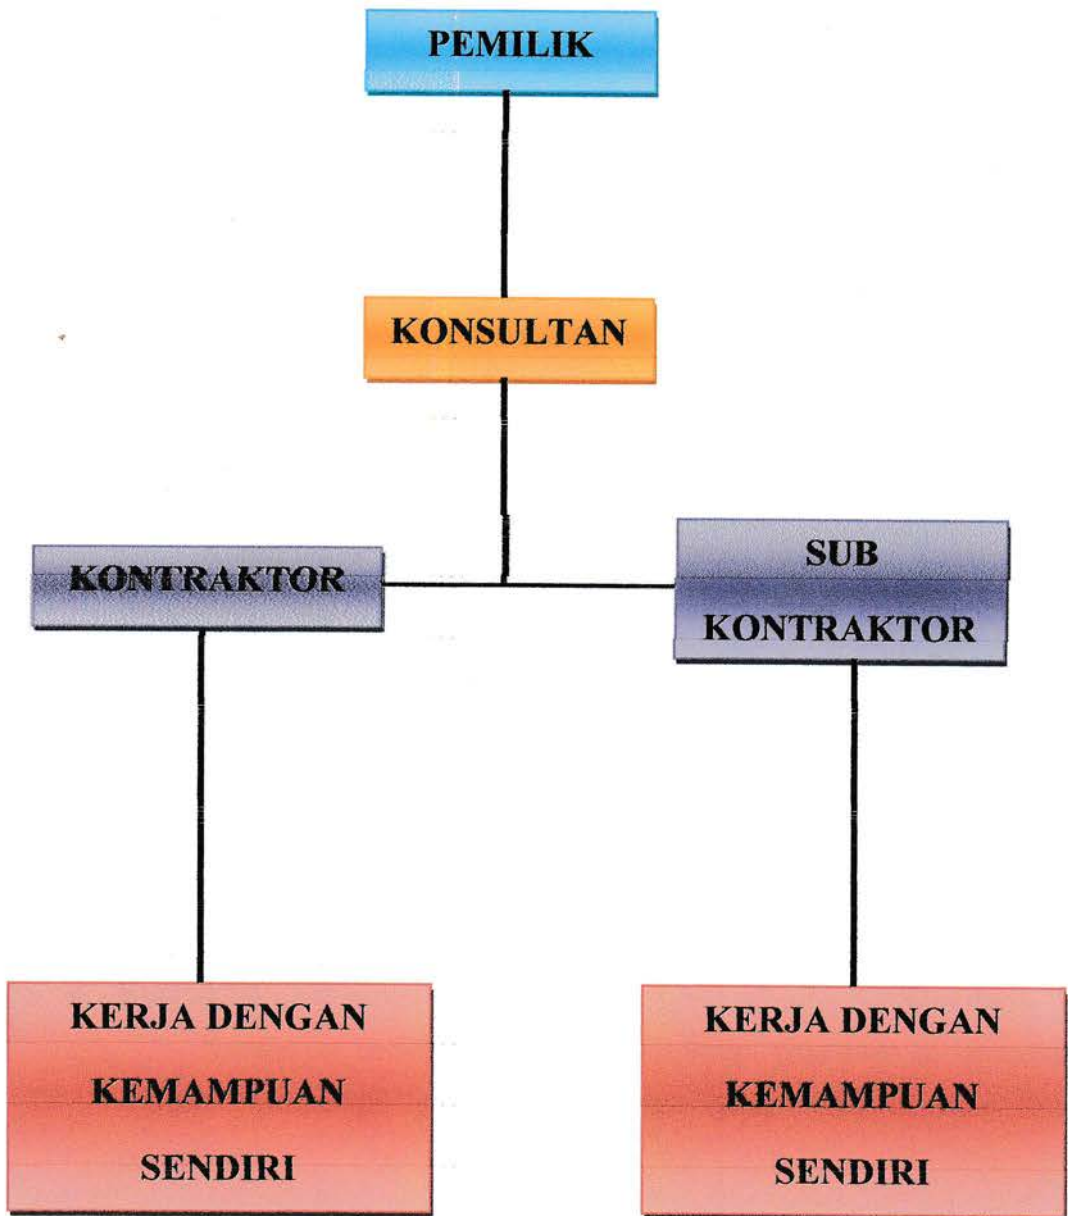 PEMILIK
KONSULTAN
KONTRAKTOR
SUB
KONTRAKTOR
KERJA DENGAN
KEMAMPUAN
SENDIRI
KERJA DENGAN
KEMAMPUAN
SENDIRI